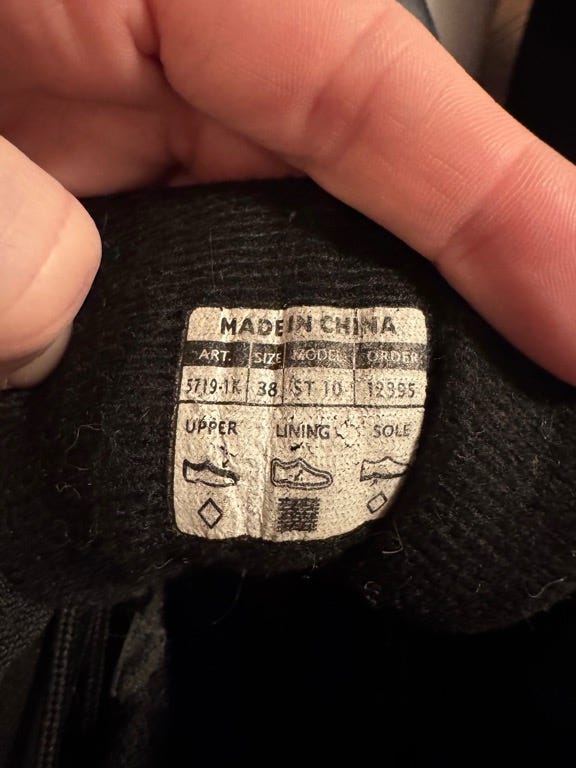 MADE IN CHINA
ART. SIZE MODEL ORDER
5719-1K 38 ST 10 12395
UPPER LINING SOLE